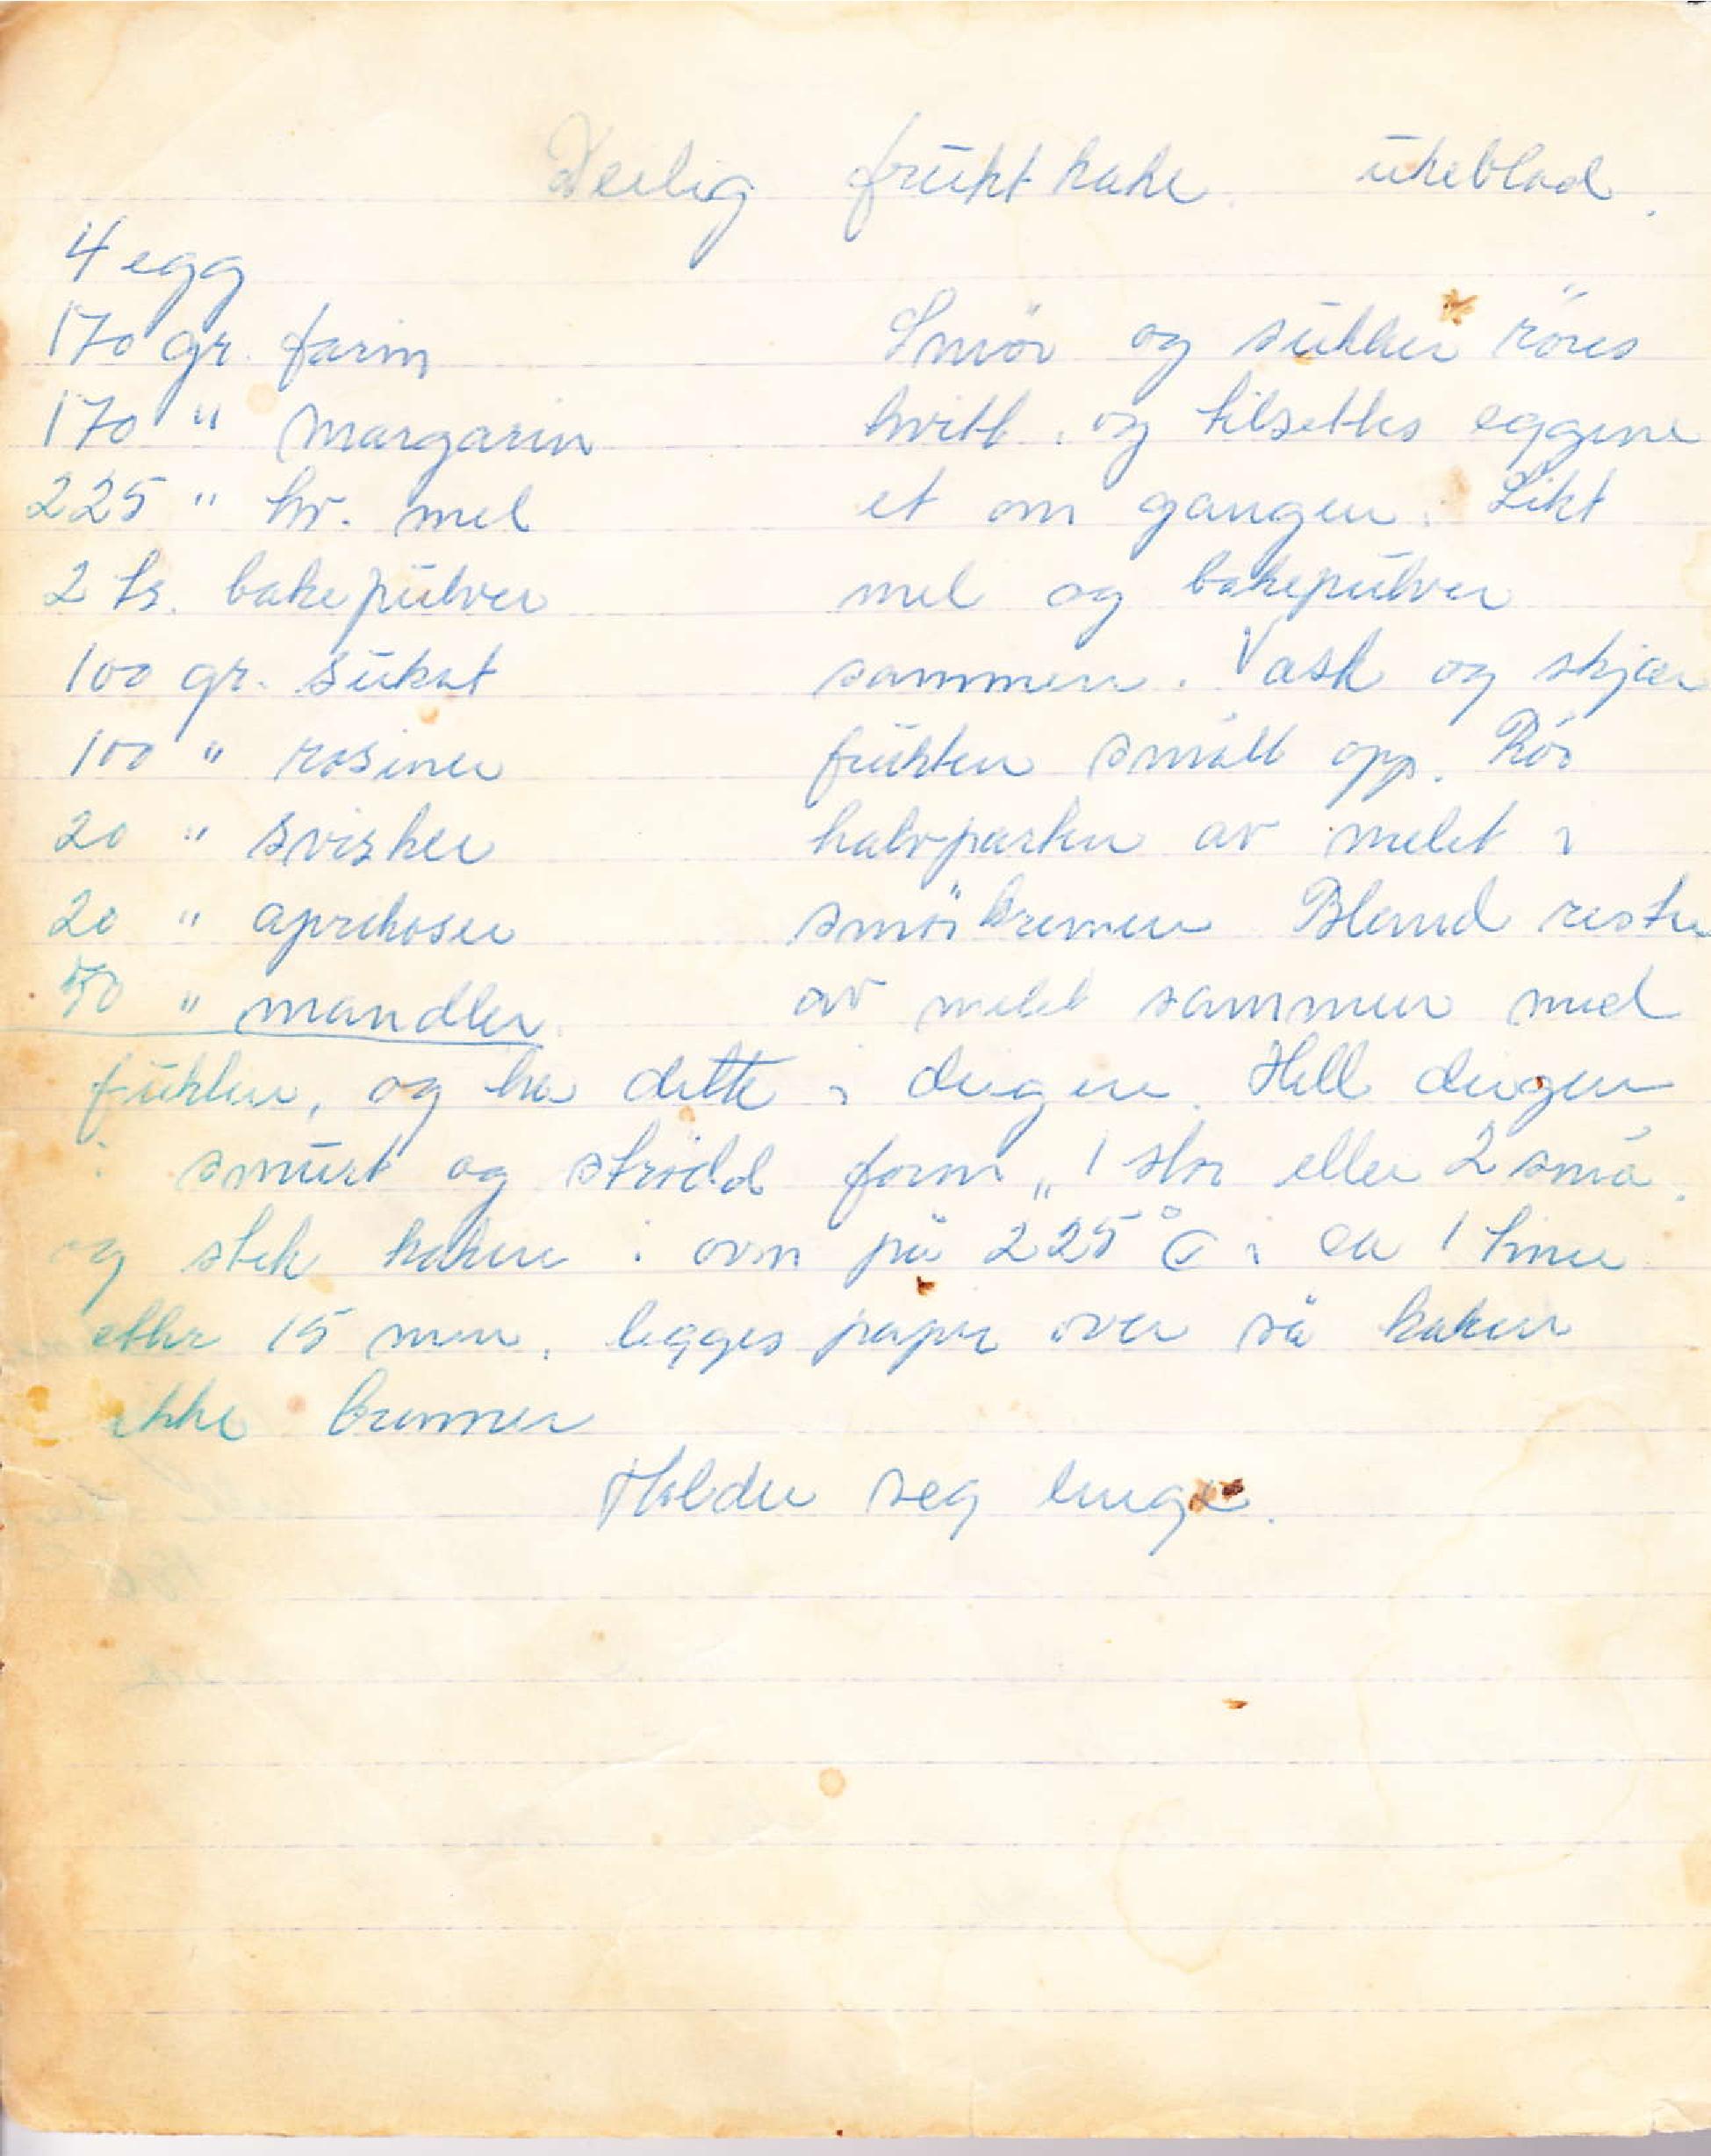 Deilig fruktkake. ukeblad.
4 egg
170 gr. farin
170 " margarin
225 " hv. mel
2 ts. bakepulver
100 gr. sukat
100 " rosiner
20 " svisker
20 " aprikoser
" mandler.
Smör og sukker röres
hvitt, og tilsettes eggene
et om gangen. Sikt
mel og bakepulver
sammen. Vask og skjær
frukten smått opp. Rör
halvparten av melet i
smörkremen Bland resten
av melet sammen med
frukten, og ha dette i deigen. Hell deigen
i smurt og strödd form „ 1 stor eller 2 små.
og stek kaken i ovn på 225° C i ca 1 time
etter 15 min, legges papir over så kaken
ikke brenner
Holder seg lenge.